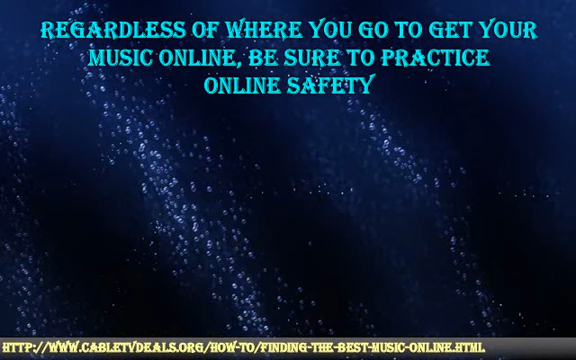 REGARDLESS OF WHERE YOU GO TO GET YOUR
MUSIC ONLINE, BE SURE TO PRACTICE
ONLINE SAFETY
HTTP://WWW.CABLETVDEALS.ORG/HOW-TO/FINDING-THE-BEST-MUSIC-ONLINE.HTML